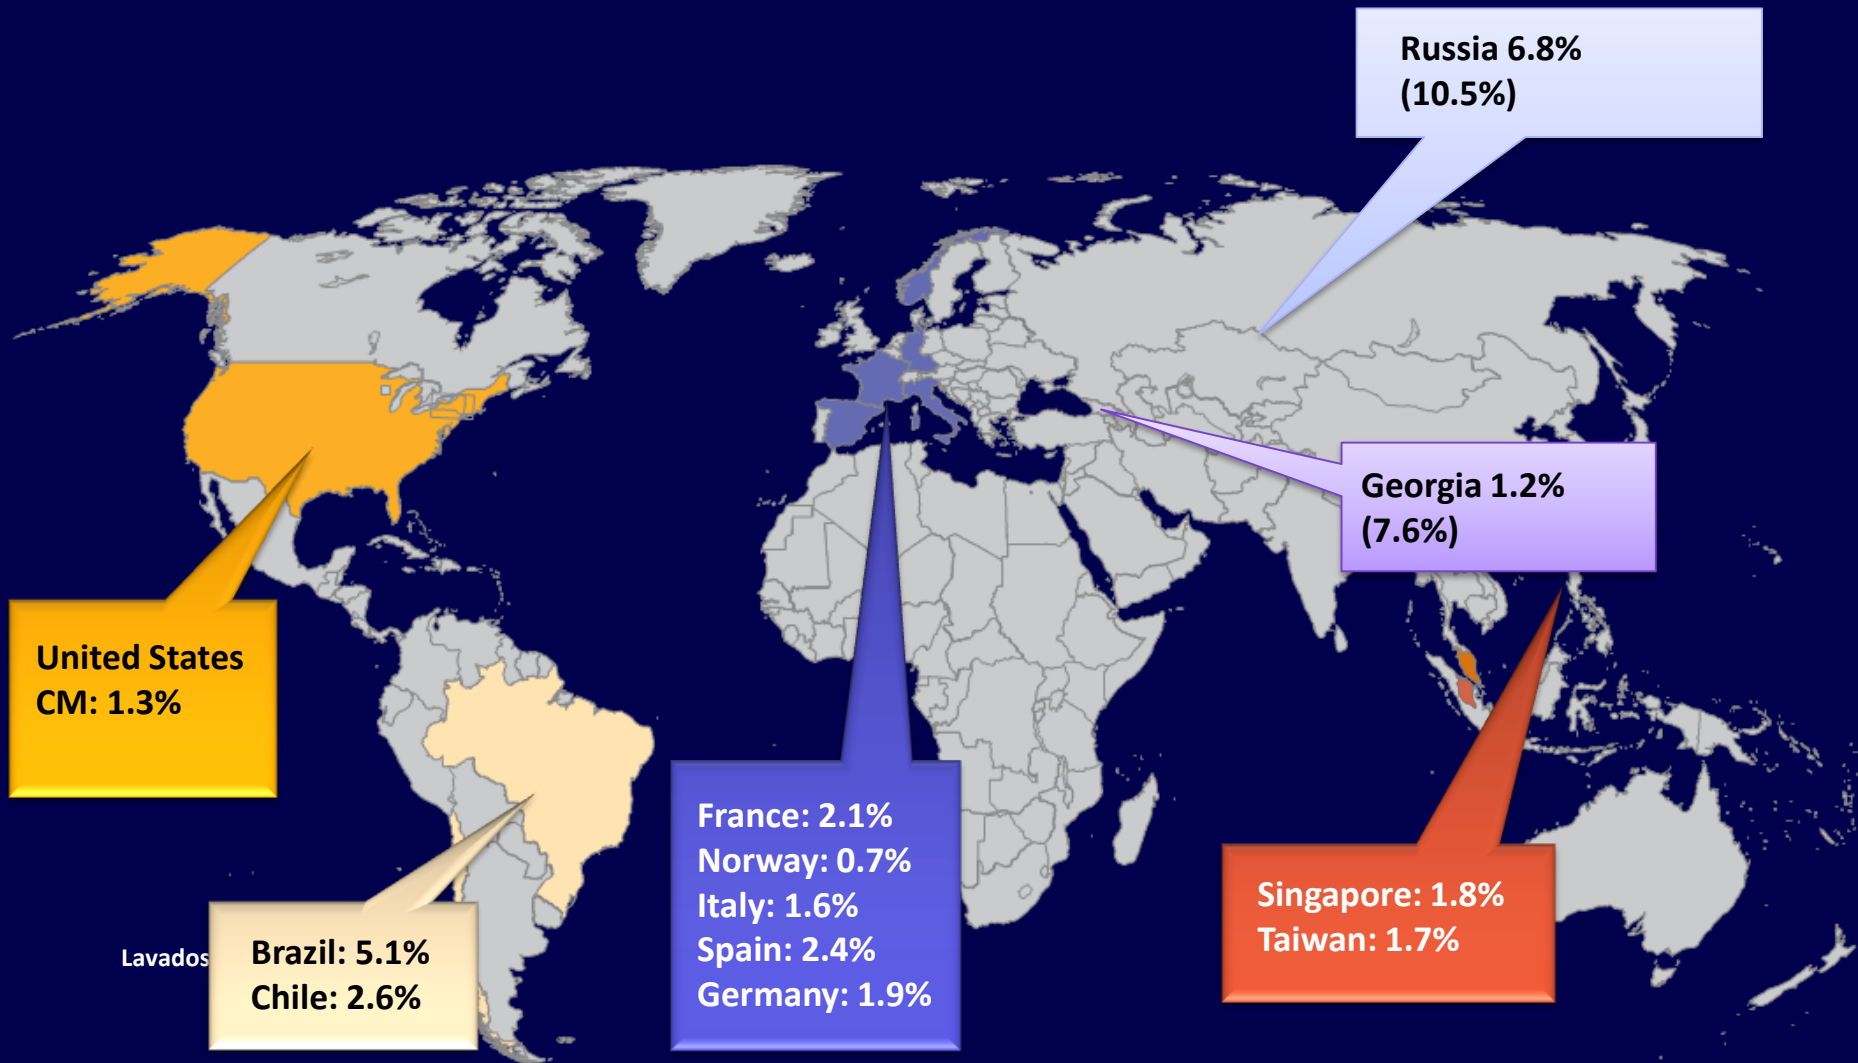 Russia 6.8%
(10.5%)
Georgia 1.2%
(7.6%)
United States
CM: 1.3%
France: 2.1%
Norway: 0.7%
Italy: 1.6%
Spain: 2.4%
Germany: 1.9%
Singapore: 1.8%
Taiwan: 1.7%
Lavados
Brazil: 5.1%
Chile: 2.6%